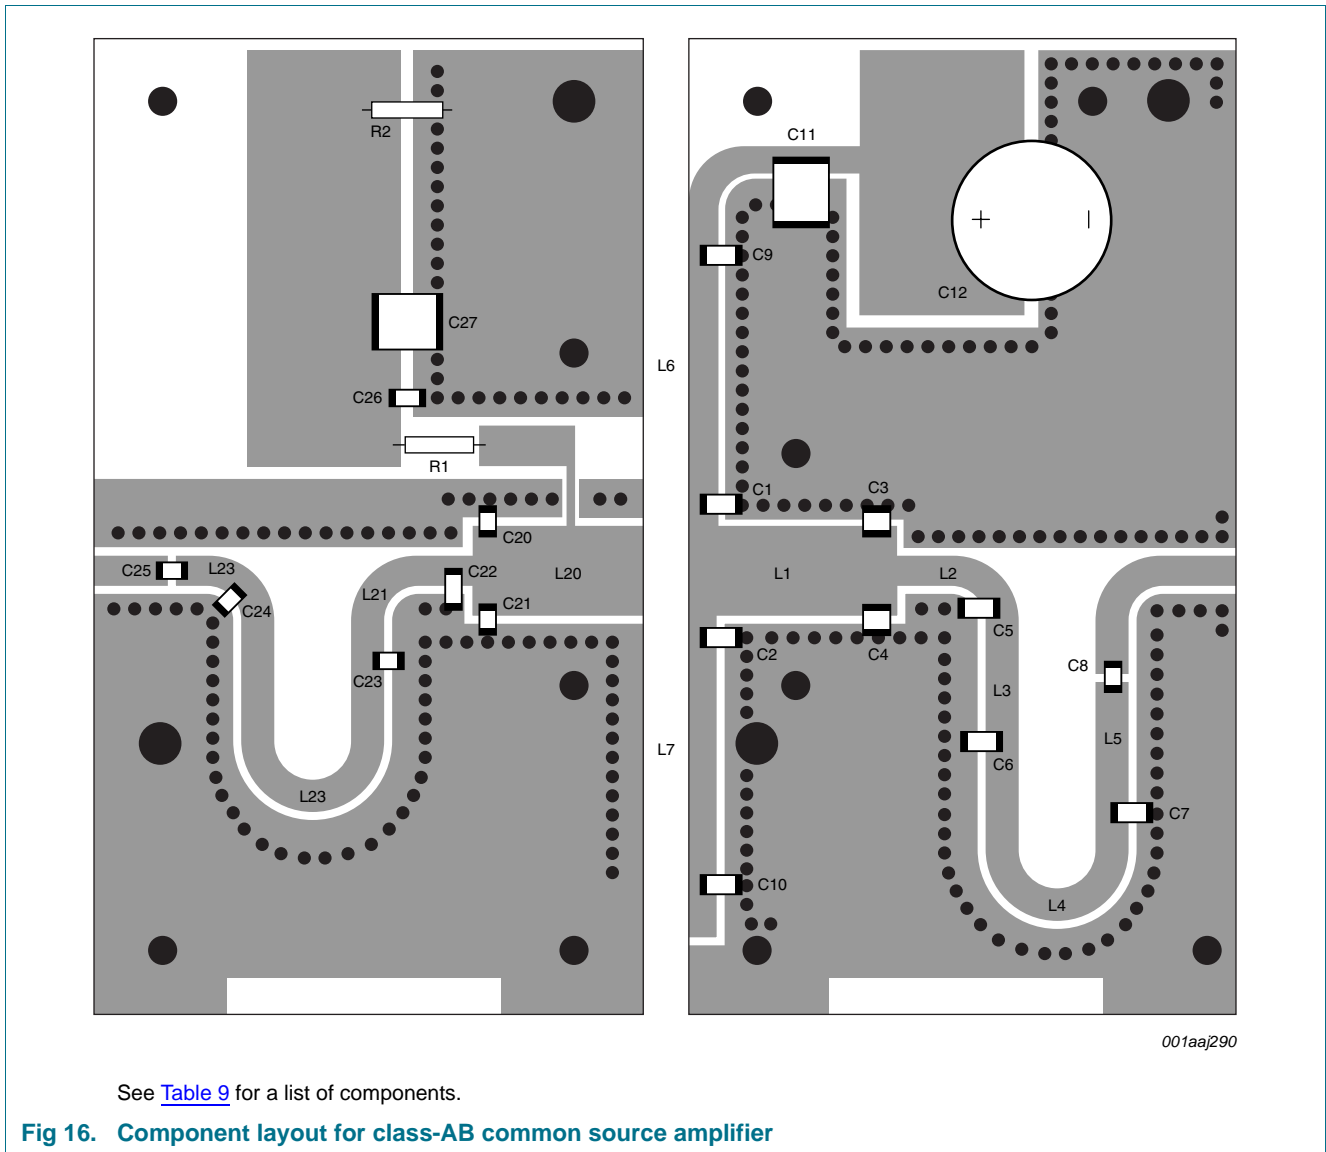 R2
C27
C26
R1
C20
C25
L23
C24
L21
C22
L20
C21
C23
L23
L6
L7
C11
C9
C12
+
–
C1
C3
L1
L2
C5
C2
C4
C8
L3
L5
C6
C7
C10
L4
001aaj290
See Table 9 for a list of components.
Fig 16. Component layout for class-AB common source amplifier